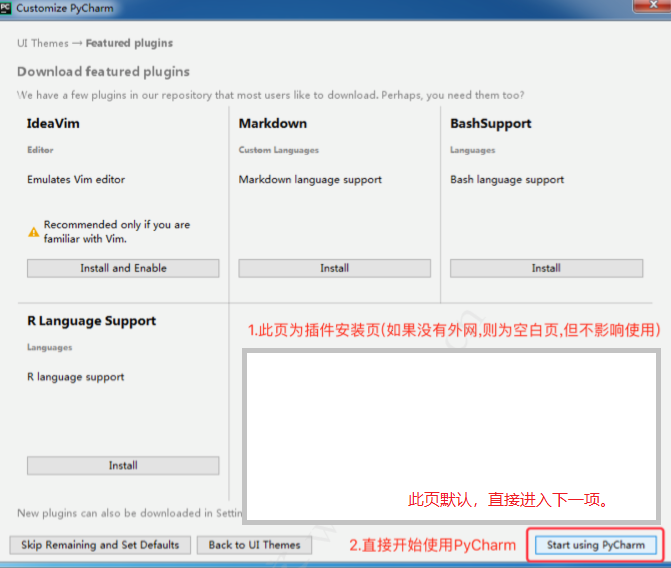 PC Customize PyCharm
UI Themes → Featured plugins
Download featured plugins
We have a few plugins in our repository that most users like to download. Perhaps, you need them too?
IdeaVim
Editor
Emulates Vim editor
Recommended only if you are
familiar with Vim.
Install and Enable
Markdown
Custom Languages
Markdown language support
Install
BashSupport
Languages
Bash language support
Install
R Language Support
Languages
R language support
Install
1.此页为插件安装页(如果没有外网,则为空白页,但不影响使用)
此页默认，直接进入下一项。
New plugins can also be downloaded in
Skip Remaining and Set Defaults
Back to UI Themes
2.直接开始使用PyCharm
Start using PyCharm